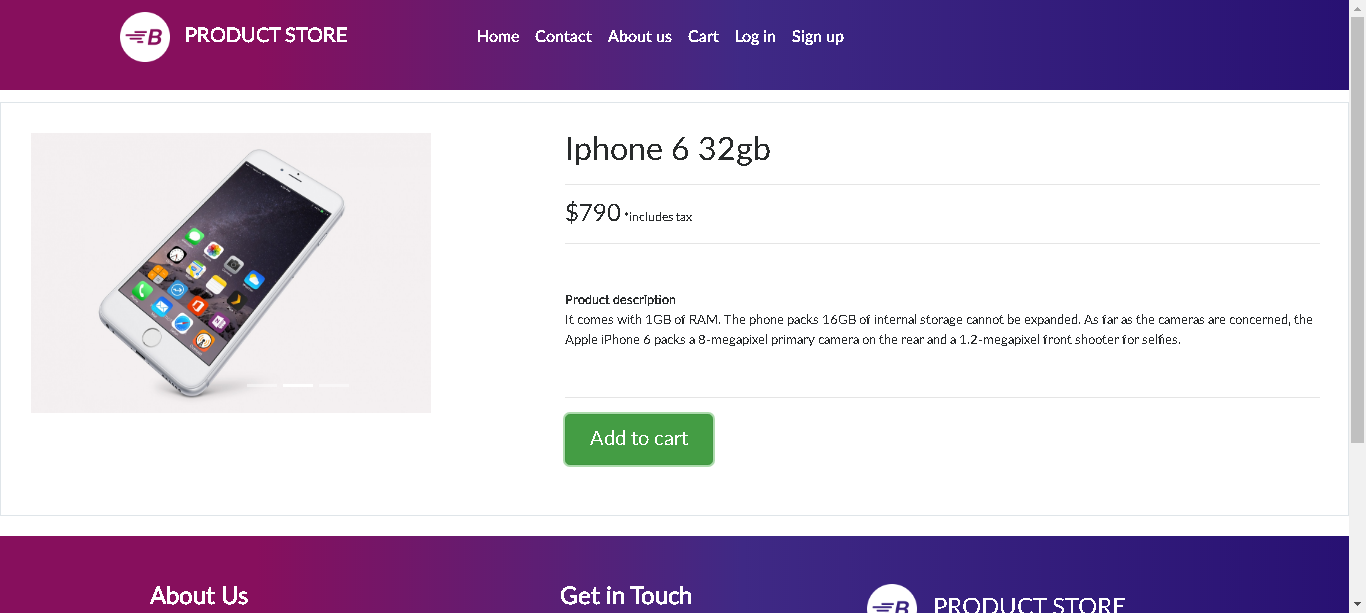 B PRODUCT STORE
Home Contact About us Cart Log in Sign up
Iphone 6 32gb
$790 *includes tax
Product description
It comes with 1GB of RAM. The phone packs 16GB of internal storage cannot be expanded. As far as the cameras are concerned, the
Apple iPhone 6 packs a 8-megapixel primary camera on the rear and a 1.2-megapixel front shooter for selfies.
Add to cart
About Us
Get in Touch
B PRODUCT STORE